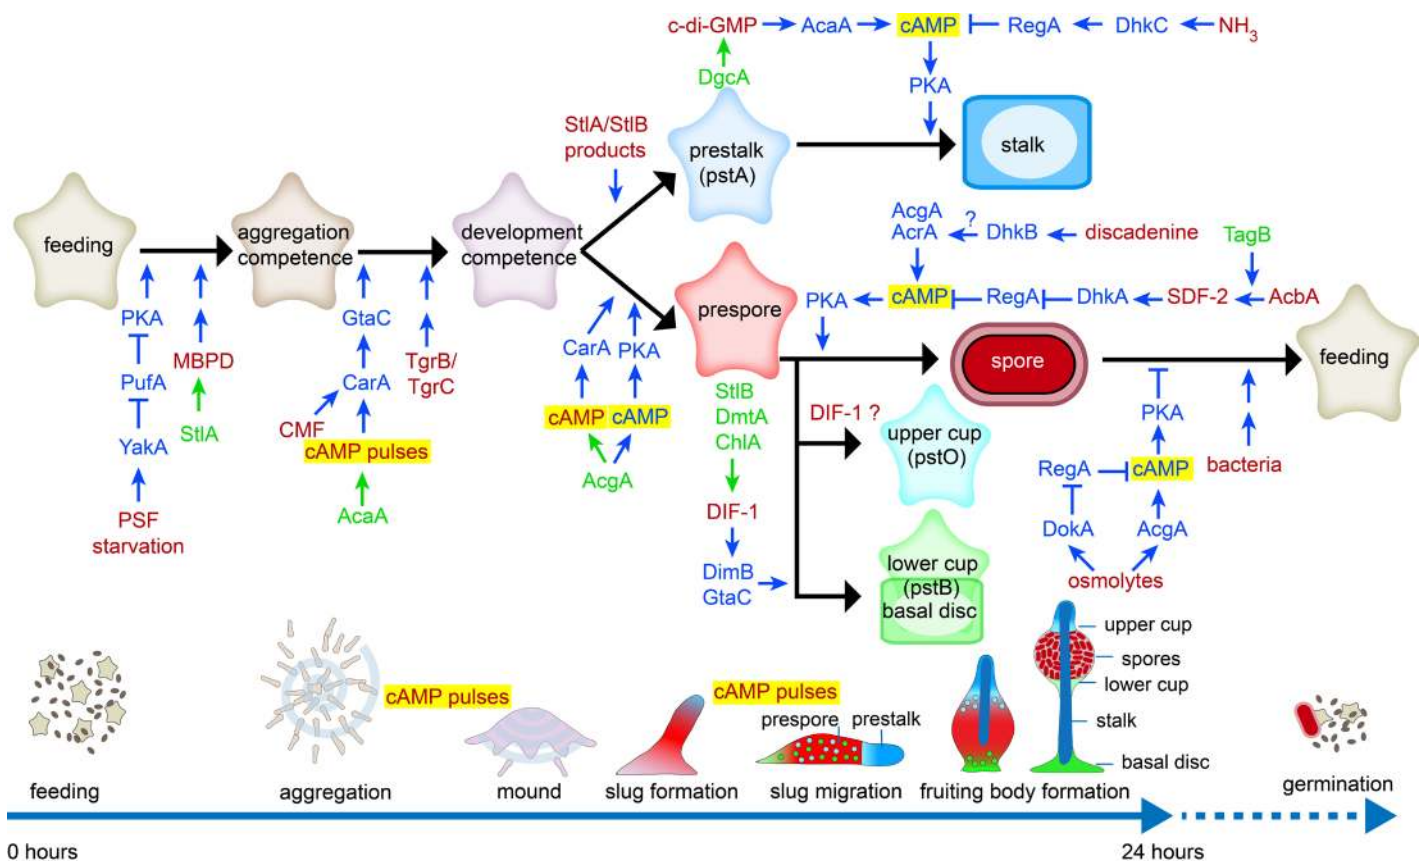 c-di-GMP AcaA cAMP RegA DhkC NH3
DgcA PKA
StlA/StlB
products
prestalk
(pstA)
stalk
feeding
aggregation
competence
development
competence
AcgA
AcrA ? DhkB discadenine TagB
PKA cAMP RegA DhkA SDF-2 AcbA
prespore
spore
feeding
PKA
PufA
YakA
PSF
starvation
MBPD
StlA
GtaC
CarA
CMF
cAMP pulses
AcaA
TgrB/
TgrC
CarA PKA
cAMP cAMP
AcgA
StlB
DmtA
ChlA
DIF-1
DimB
GtaC
DIF-1 ?
upper cup
(pstO)
lower cup
(pstB)
basal disc
PKA
RegA cAMP bacteria
DokA AcgA
osmolytes
cAMP pulses
cAMP pulses
prespore prestalk
upper cup
spores
lower cup
stalk
basal disc
feeding aggregation mound slug formation slug migration fruiting body formation germination
0 hours 24 hours